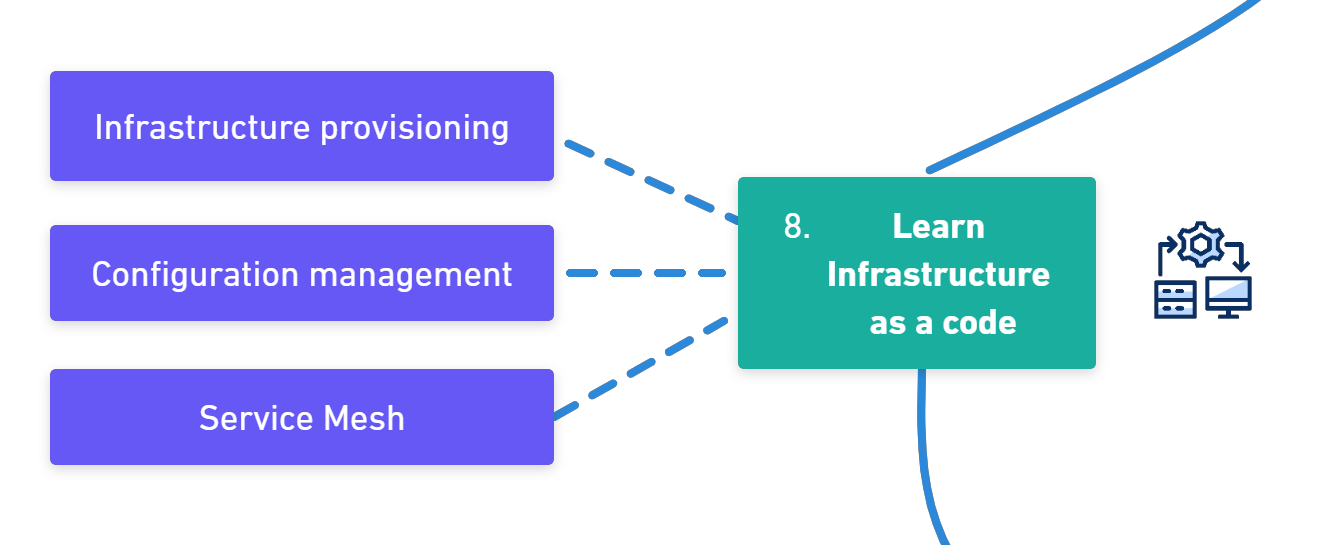 Infrastructure provisioning
Configuration management
Service Mesh
8. Learn
Infrastructure
as a code